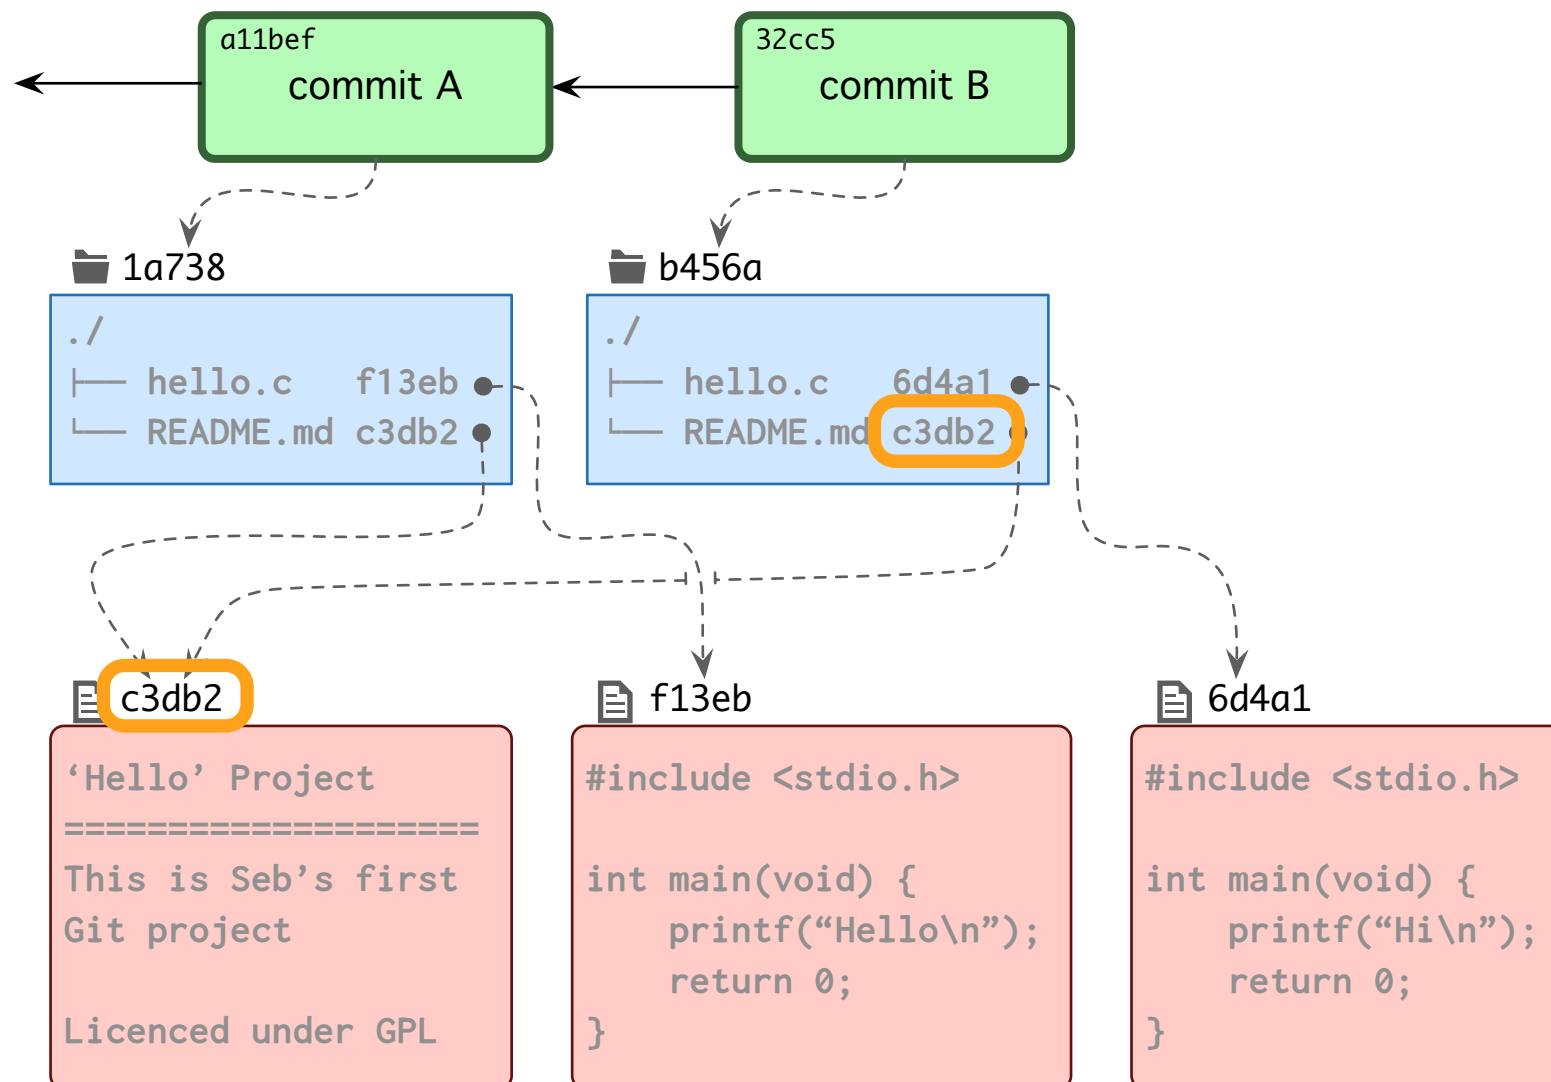 a11bef
commit A
32cc5
commit B
1a738
b456a
./
├── hello.c   f13eb
└── README.md c3db2
./
├── hello.c   6d4a1
└── README.md c3db2
c3db2
‘Hello’ Project
====================
This is Seb’s first
Git project
Licenced under GPL
f13eb
#include <stdio.h>
int main(void) {
    printf(“Hello\n”);
    return 0;
}
6d4a1
#include <stdio.h>
int main(void) {
    printf(“Hi\n”);
    return 0;
}